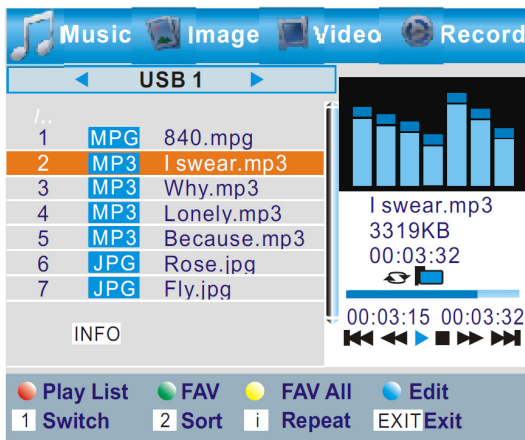 Music Image Video Record
USB 1
/..
1 MPG 840.mpg
2 MP3 I swear.mp3
3 MP3 Why.mp3
4 MP3 Lonely.mp3
5 MP3 Because.mp3
6 JPG Rose.jpg
7 JPG Fly.jpg
INFO
I swear.mp3
3319KB
00:03:32
00:03:15 00:03:32
Play List FAV FAV All Edit
1 Switch 2 Sort i Repeat EXIT Exit